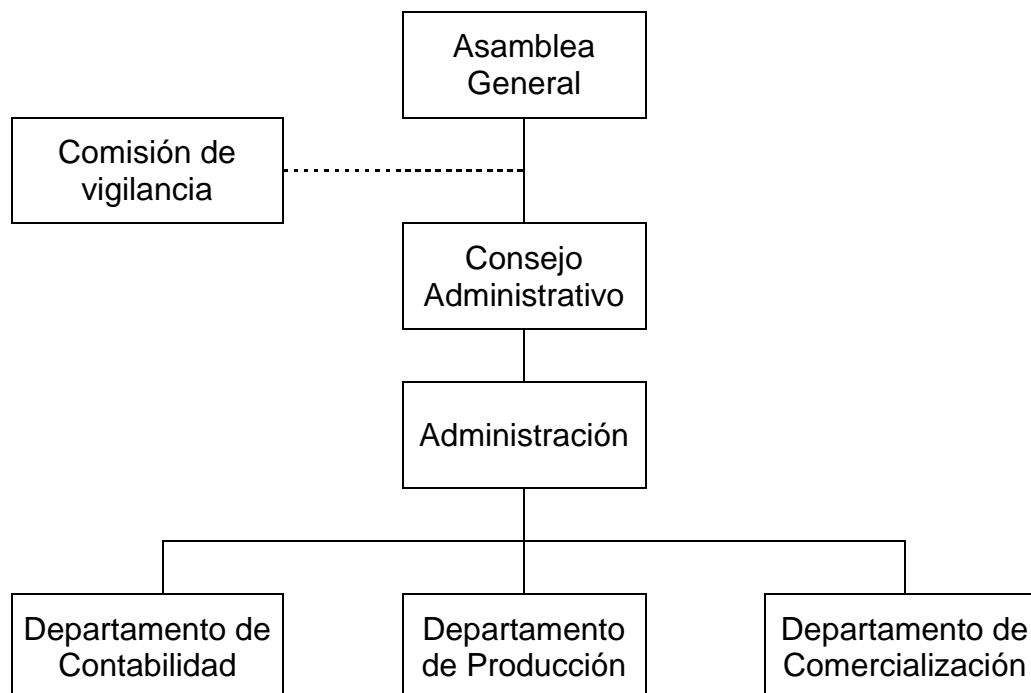 Asamblea
General
Comisión de
vigilancia
Consejo
Administrativo
Administración
Departamento de
Contabilidad
Departamento
de Producción
Departamento de
Comercialización